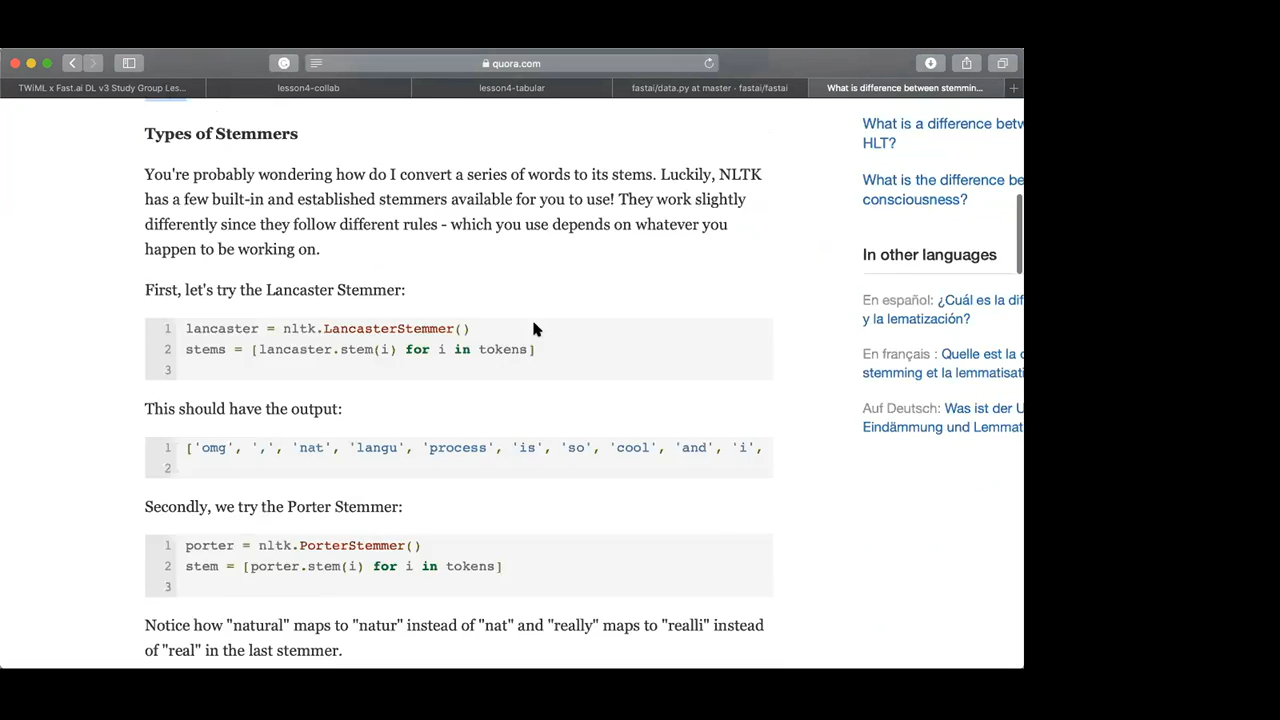 quora.com
TWiML x Fast.ai DL v3 Study Group Les...
lesson4-collab
lesson4-tabular
fastai/data.py at master · fastai/fastai
What is difference between stemmin...
Types of Stemmers
You're probably wondering how do I convert a series of words to its stems. Luckily, NLTK
has a few built-in and established stemmers available for you to use! They work slightly
differently since they follow different rules - which you use depends on whatever you
happen to be working on.
First, let's try the Lancaster Stemmer:
1 lancaster = nltk.LancasterStemmer()
2 stems = [lancaster.stem(i) for i in tokens]
3
This should have the output:
1 ['omg', ',', 'nat', 'langu', 'process', 'is', 'so', 'cool', 'and', 'i',
2
Secondly, we try the Porter Stemmer:
1 porter = nltk.PorterStemmer()
2 stem = [porter.stem(i) for i in tokens]
3
Notice how "natural" maps to "natur" instead of "nat" and "really" maps to "realli" instead
of "real" in the last stemmer.
What is a difference betw
HLT?
What is the difference be
consciousness?
In other languages
En español: ¿Cuál es la dif
y la lematización?
En français : Quelle est la
stemming et la lemmatisati
Auf Deutsch: Was ist der U
Eindämmung und Lemmat